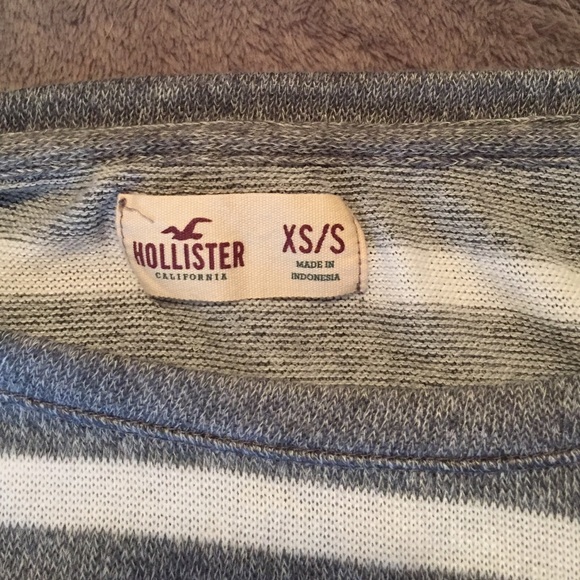 HOLLISTER
CALIFORNIA
XS/S
MADE IN
INDONESIA